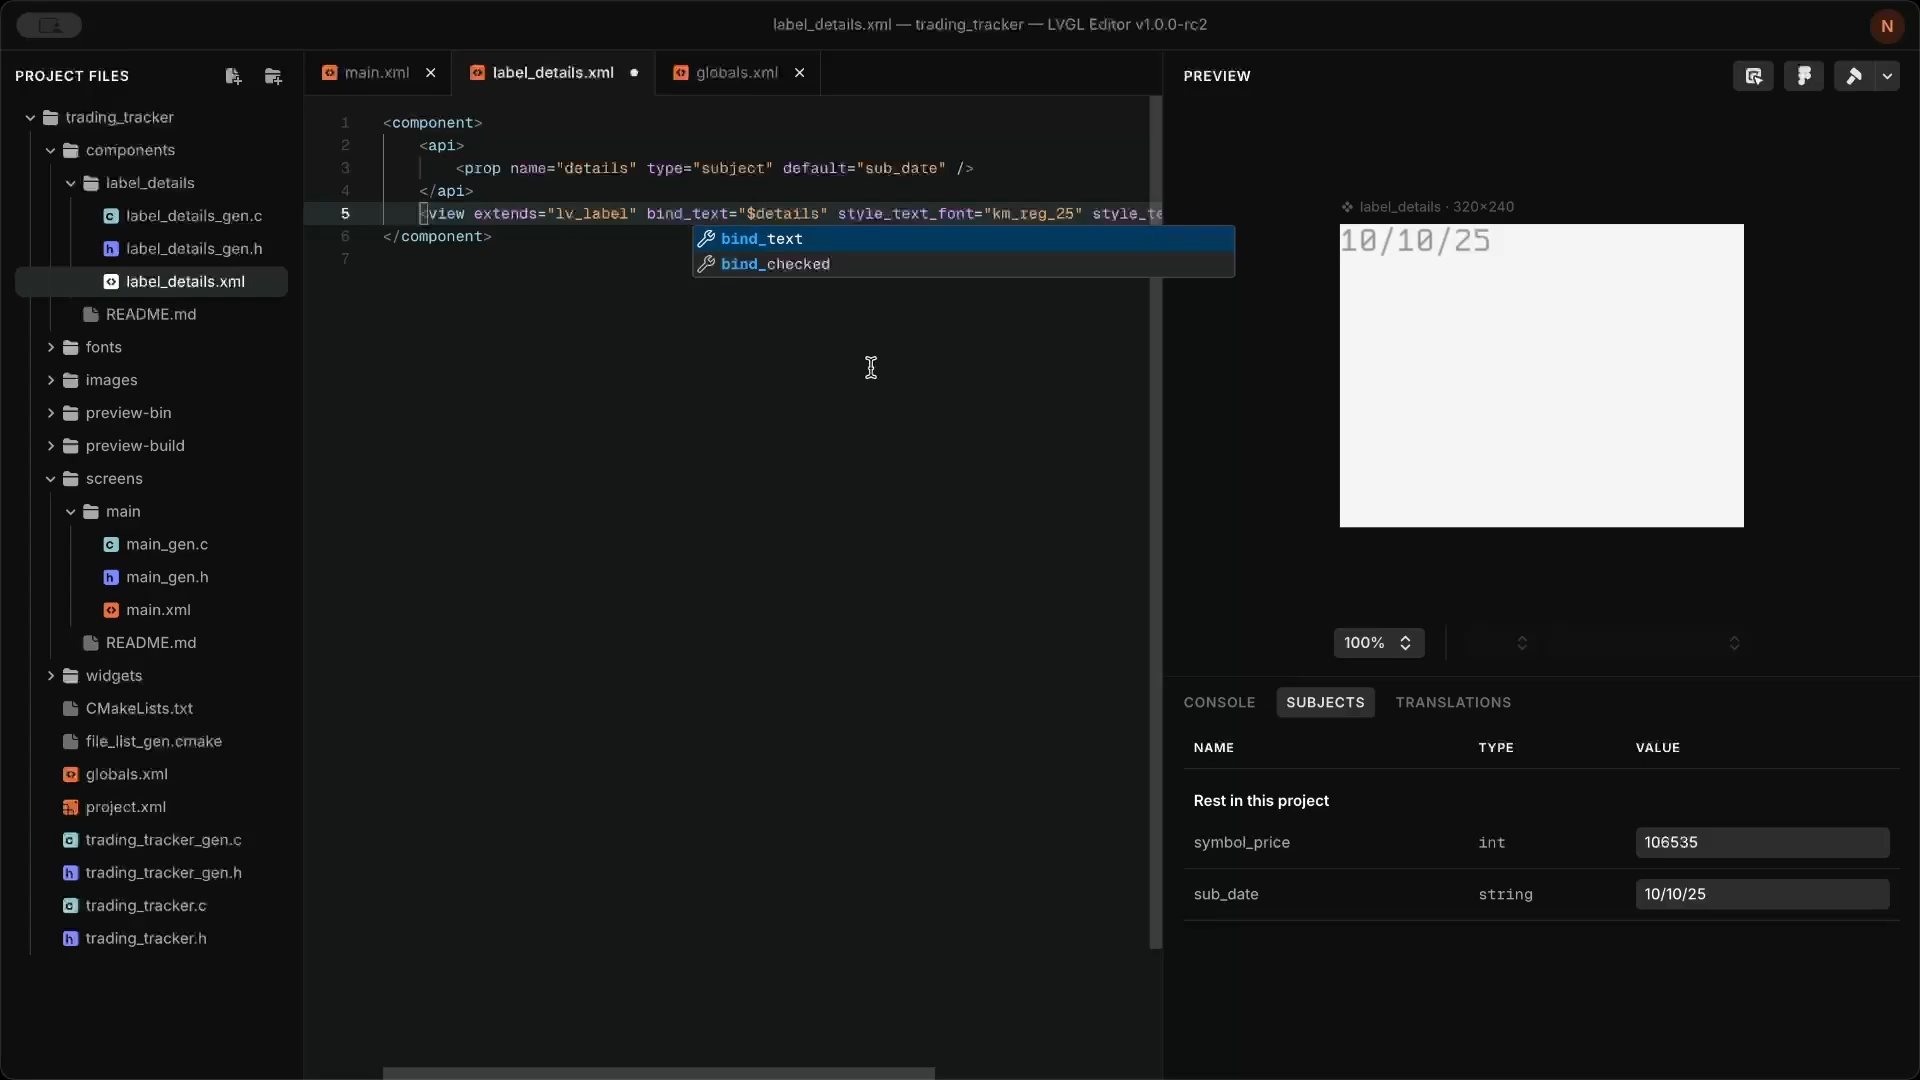 label_details.xml — trading_tracker — LVGL Editor v1.0.0-rc2
N
PROJECT FILES
trading_tracker
components
label_details
label_details_gen.c
label_details_gen.h
label_details.xml
README.md
fonts
images
preview-bin
preview-build
screens
main
main_gen.c
main_gen.h
main.xml
README.md
widgets
CMakeLists.txt
file_list_gen.cmake
globals.xml
project.xml
trading_tracker_gen.c
trading_tracker_gen.h
trading_tracker.c
trading_tracker.h
main.xml
label_details.xml
globals.xml
1 <component>
2 <api>
3 <prop name="details" type="subject" default="sub_date" />
4 </api>
5 <view extends="lv_label" bind_text="$details" style_text_font="km_reg_25" style_te
6 </component>
7
bind_text
bind_checked
PREVIEW
label_details · 320×240
10/10/25
100%
CONSOLE SUBJECTS TRANSLATIONS
NAME TYPE VALUE
Rest in this project
symbol_price int 106535
sub_date string 10/10/25